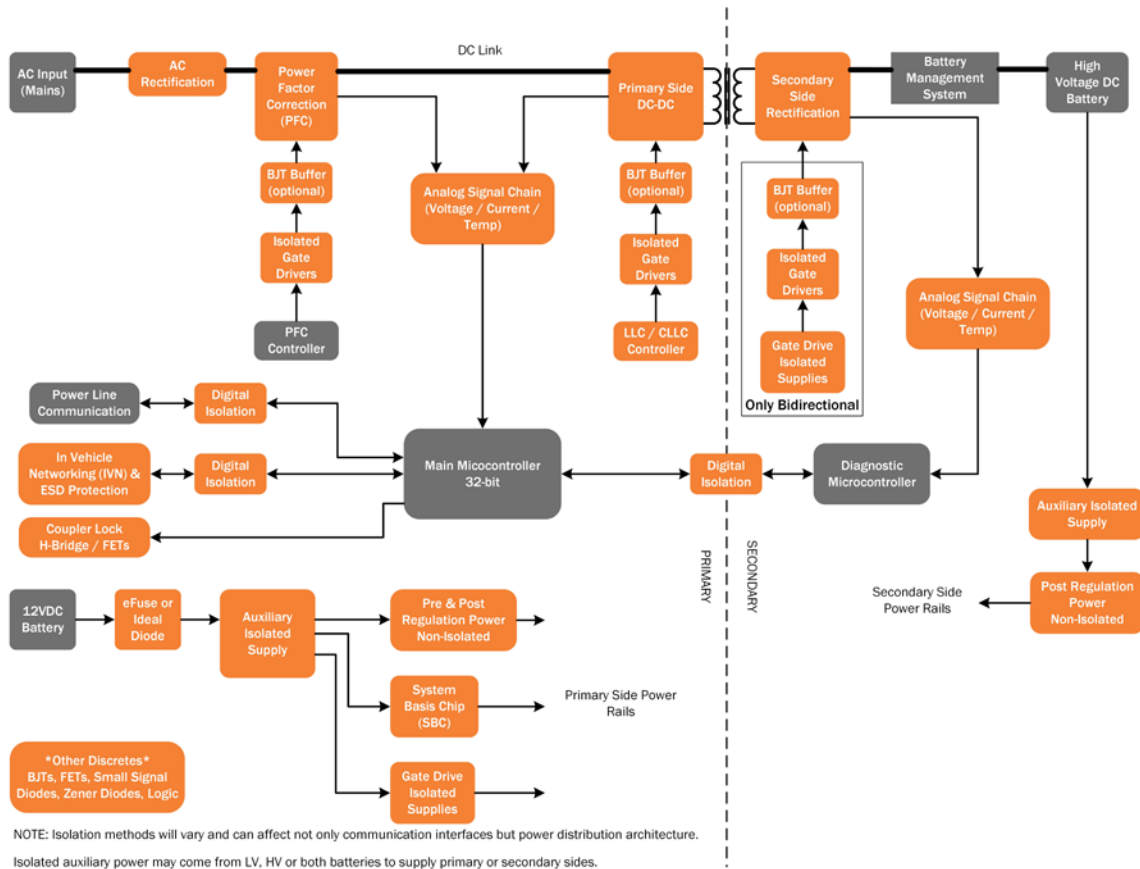 DC Link
AC Input
(Mains)
AC
Rectification
Power
Factor
Correction
(PFC)
Primary Side
DC-DC
Secondary
Side
Rectification
Battery
Management
System
High
Voltage DC
Battery
BJT Buffer
(optional)
Analog Signal Chain
(Voltage / Current /
Temp)
BJT Buffer
(optional)
BJT Buffer
(optional)
Isolated
Gate
Drivers
Isolated
Gate
Drivers
Isolated
Gate
Drivers
Analog Signal Chain
(Voltage / Current /
Temp)
PFC
Controller
LLC / CLLC
Controller
Gate Drive
Isolated
Supplies
Only Bidirectional
Power Line
Communication
Digital
Isolation
In Vehicle
Networking (IVN) &
ESD Protection
Digital
Isolation
Main Micocontroller
32-bit
Digital
Isolation
Diagnostic
Microcontroller
Coupler Lock
H-Bridge / FETs
Auxiliary Isolated
Supply
PRIMARY
SECONDARY
12VDC
Battery
eFuse or
Ideal
Diode
Auxiliary
Isolated
Supply
Pre & Post
Regulation Power
Non-Isolated
Secondary Side
Power Rails
Post Regulation
Power
Non-Isolated
System
Basis Chip
(SBC)
Primary Side Power
Rails
*Other Discretes*
BJTs, FETs, Small Signal
Diodes, Zener Diodes, Logic
Gate Drive
Isolated
Supplies
NOTE: Isolation methods will vary and can affect not only communication interfaces but power distribution architecture.
Isolated auxiliary power may come from LV, HV or both batteries to supply primary or secondary sides.